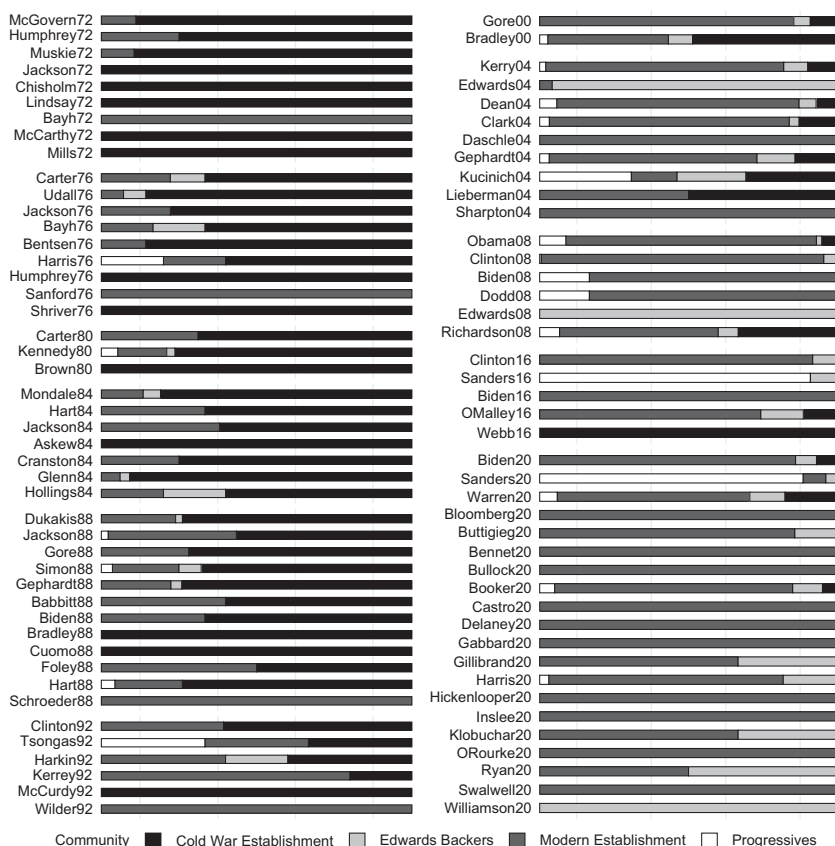 McGovern72
Humphrey72
Muskie72
Jackson72
Chisholm72
Lindsay72
Bayh72
McCarthy72
Mills72
Carter76
Udall76
Jackson76
Bayh76
Bentsen76
Harris76
Humphrey76
Sanford76
Shriver76
Carter80
Kennedy80
Brown80
Mondale84
Hart84
Jackson84
Askew84
Cranston84
Glenn84
Hollings84
Dukakis88
Jackson88
Gore88
Simon88
Gephardt88
Babbitt88
Biden88
Bradley88
Cuomo88
Foley88
Hart88
Schroeder88
Clinton92
Tsongas92
Harkin92
Kerrey92
McCurdy92
Wilder92
Gore00
Bradley00
Kerry04
Edwards04
Dean04
Clark04
Daschle04
Gephardt04
Kucinich04
Lieberman04
Sharpton04
Obama08
Clinton08
Biden08
Dodd08
Edwards08
Richardson08
Clinton16
Sanders16
Biden16
OMalley16
Webb16
Biden20
Sanders20
Warren20
Bloomberg20
Buttigieg20
Bennet20
Bullock20
Booker20
Castro20
Delaney20
Gabbard20
Gillibrand20
Harris20
Hickenlooper20
Inslee20
Klobuchar20
ORourke20
Ryan20
Swalwell20
Williamson20
Community Cold War Establishment Edwards Backers Modern Establishment Progressives